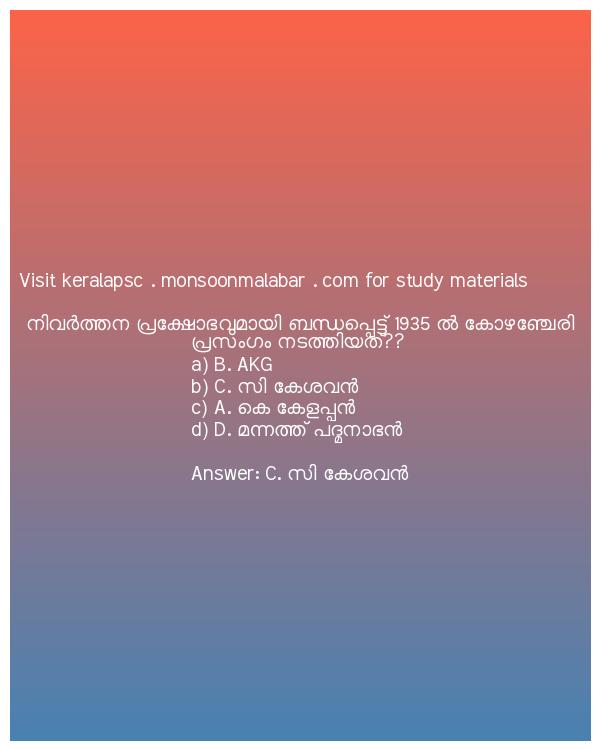 Visit keralapsc . monsoonmalabar . com for study materials
നിവർത്തന പ്രക്ഷോഭവുമായി ബന്ധപ്പെട്ട് 1935 ൽ കോഴഞ്ചേരി
പ്രസംഗം നടത്തിയത്??
a) B. AKG
b) C. സി കേശവൻ
c) A. കെ കേളപ്പൻ
d) D. മന്നത്ത് പദ്മനാഭൻ
Answer: C. സി കേശവൻ